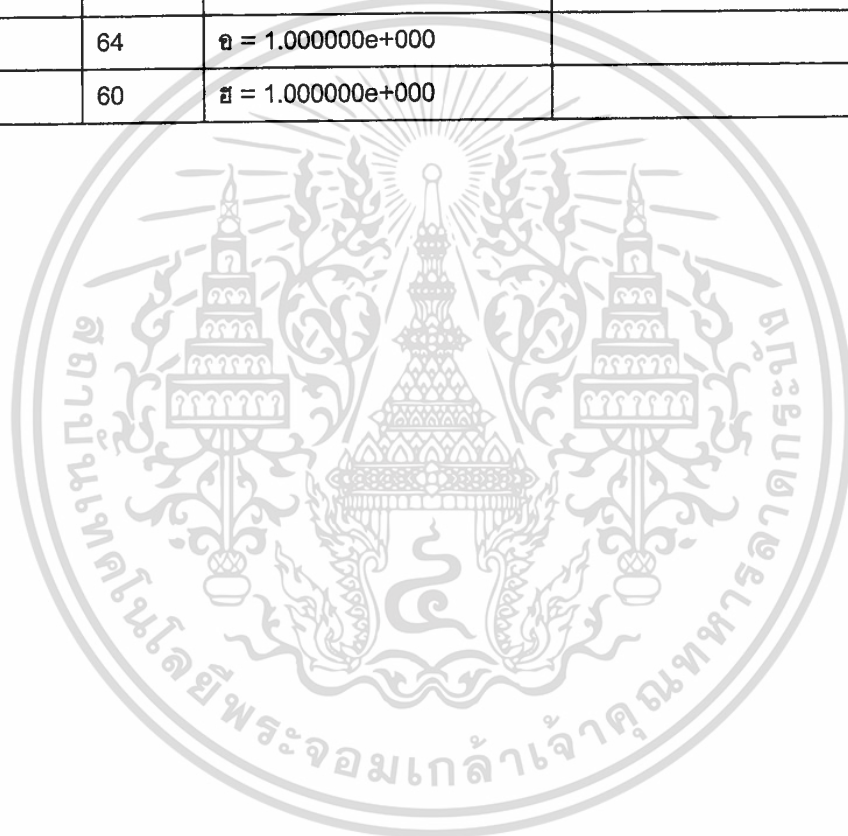 64 ฃ = 1.000000e+000
60 ฮ = 1.000000e+000
สถาบันเทคโนโลยีพระจอมเกล้าเจ้าคุณทหารลาดกระบัง